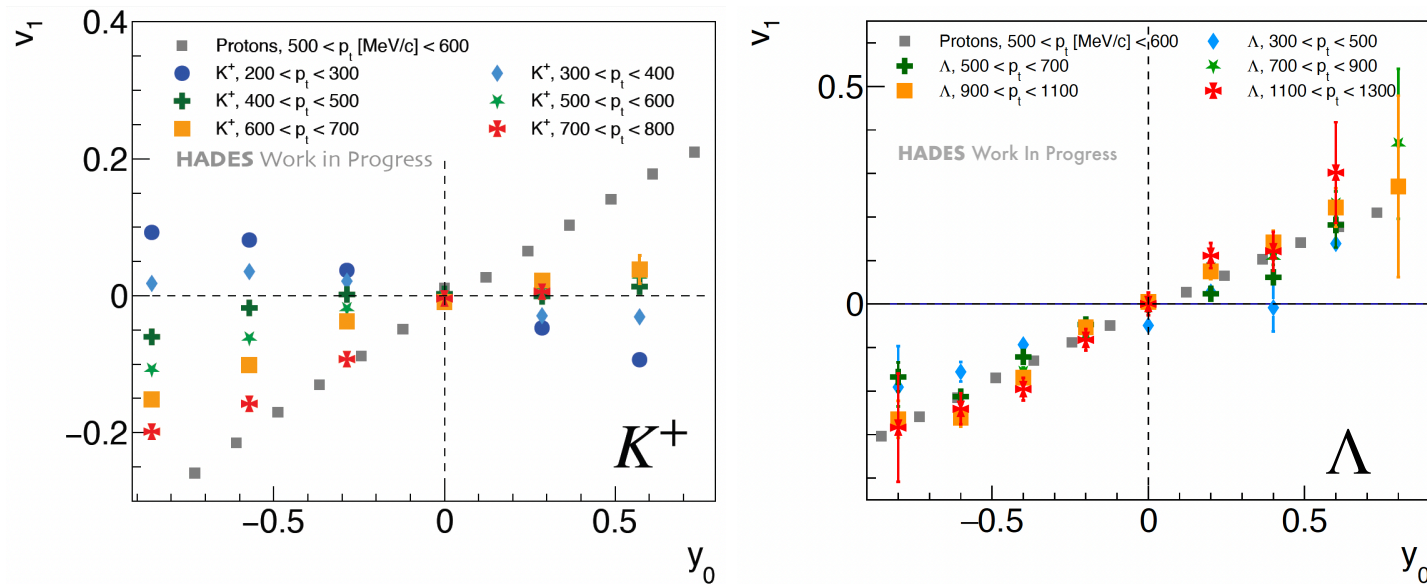 v1
0.4
Protons, 500 < pt [MeV/c] < 600
K+, 200 < pt < 300
K+, 300 < pt < 400
K+, 400 < pt < 500
K+, 500 < pt < 600
K+, 600 < pt < 700
K+, 700 < pt < 800
HADES Work in Progress
0.2
0
−0.2
K+
−0.5
0
0.5
y0
v1
Protons, 500 < pt [MeV/c] < 600
Λ, 300 < pt < 500
Λ, 500 < pt < 700
Λ, 700 < pt < 900
Λ, 900 < pt < 1100
Λ, 1100 < pt < 1300
0.5
HADES Work In Progress
0
Λ
−0.5
0
0.5
y0